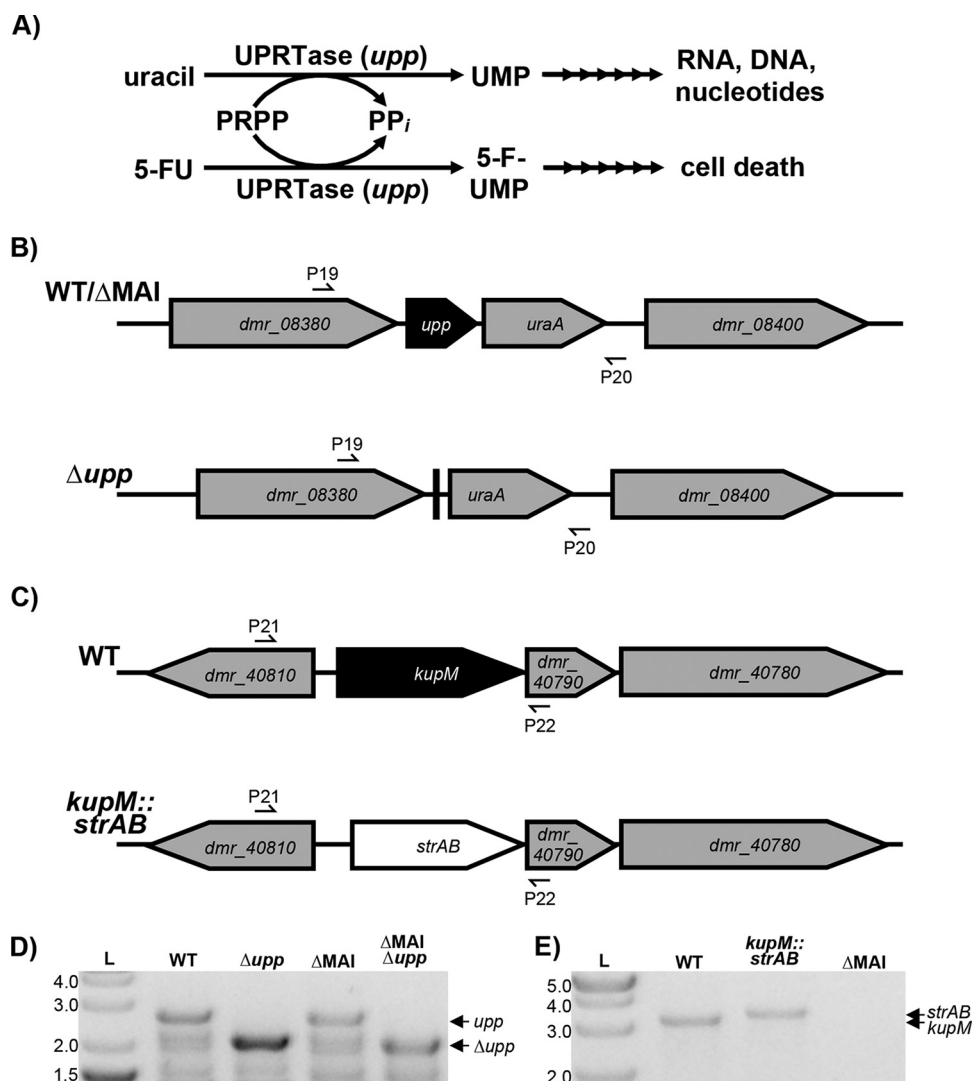 A)
UPRTase (upp)
uracil UMP RNA, DNA,
nucleotides
PRPP PPi
5-FU 5-F-
UMP cell death
UPRTase (upp)
B)
WT/ΔMAI
P19
dmr_08380 upp uraA dmr_08400
P20
Δupp
P19
dmr_08380 uraA dmr_08400
P20
C)
WT
P21
dmr_40810 kupM dmr_
40790 dmr_40780
P22
kupM::
strAB
P21
dmr_40810 strAB dmr_
40790 dmr_40780
P22
D)
L WT Δupp ΔMAI ΔMAI
Δupp
4.0
3.0
upp
2.0 Δupp
1.5
E)
L WT kupM::
strAB ΔMAI
5.0
4.0 strAB
3.0 kupM
2.0